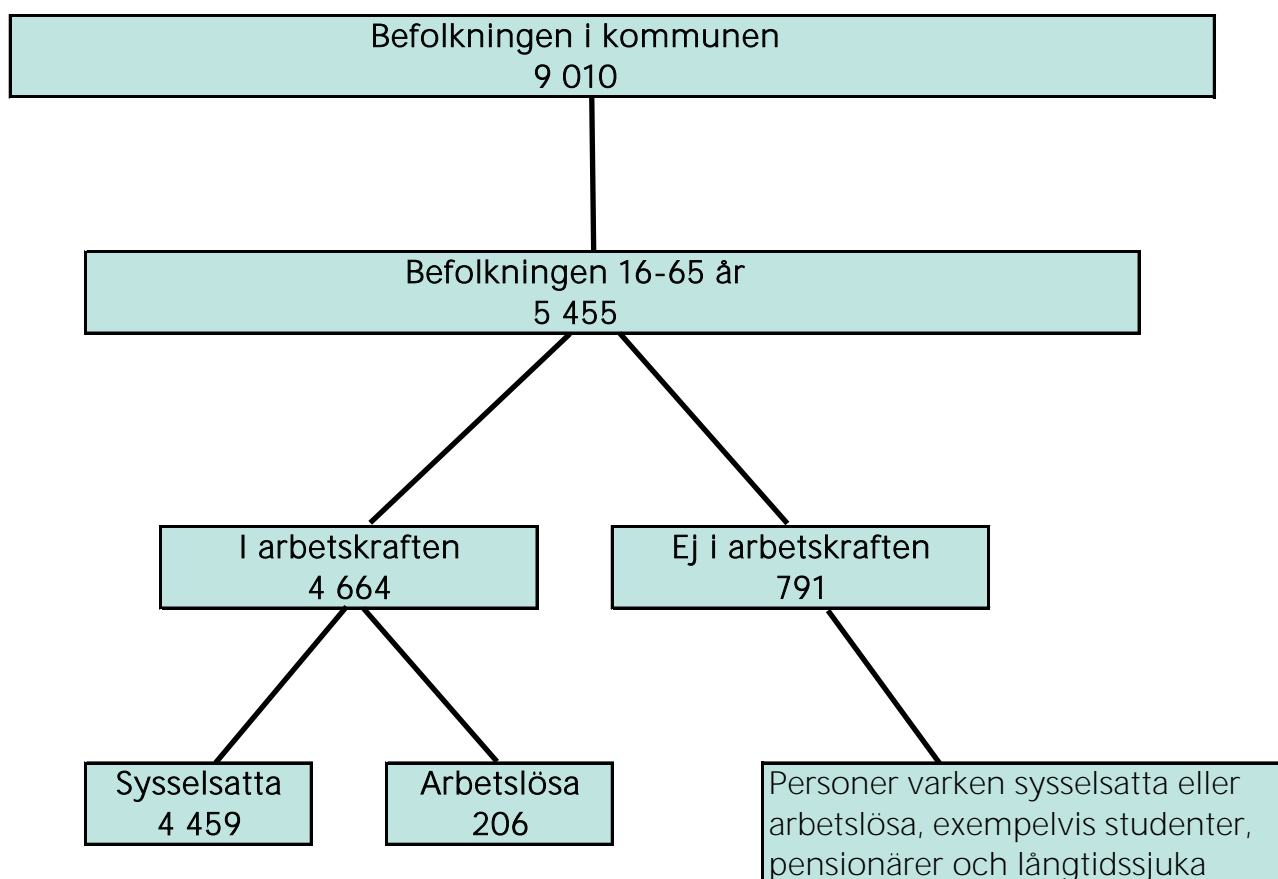 Befolkningen i kommunen
9 010
Befolkningen 16-65 år
5 455
I arbetskraften
4 664
Ej i arbetskraften
791
Sysselsatta
4 459
Arbetslösa
206
Personer varken sysselsatta eller
arbetslösa, exempelvis studenter,
pensionärer och långtidssjuka